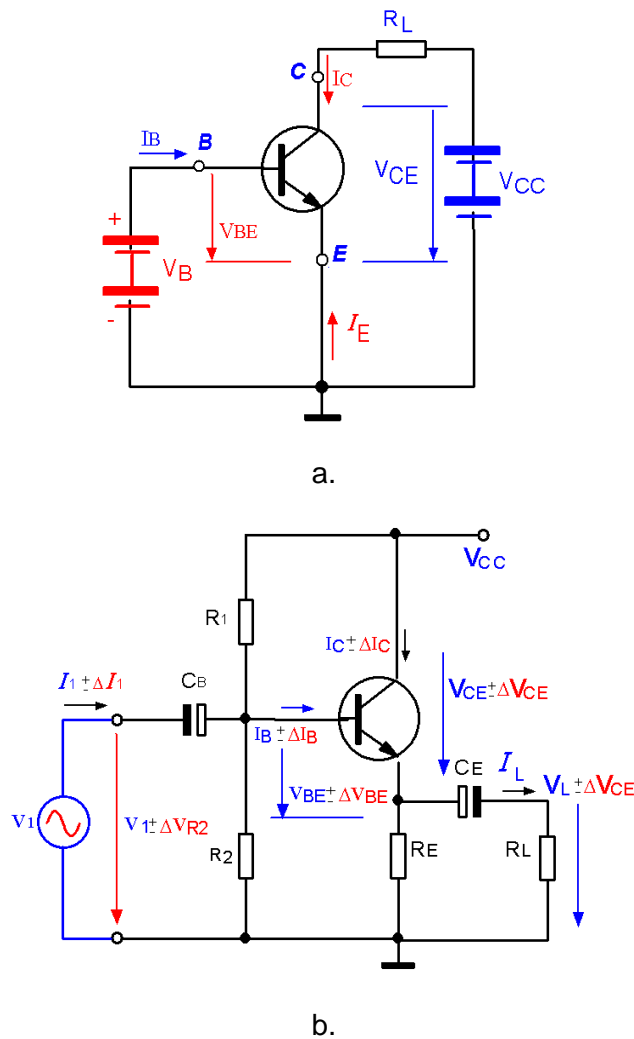 RL
C
IC
IB
B
VCE
VCC
VBE
+
VB
E
-
IE
a.
VCC
R1
IC ± ΔIC
I1 ± ΔI1
CB
VCE ± ΔVCE
IB ± ΔIB
CE
IL
VBE ± ΔVBE
VL ± ΔVCE
V1
V1 ± ΔVR2
R2
RE
RL
b.